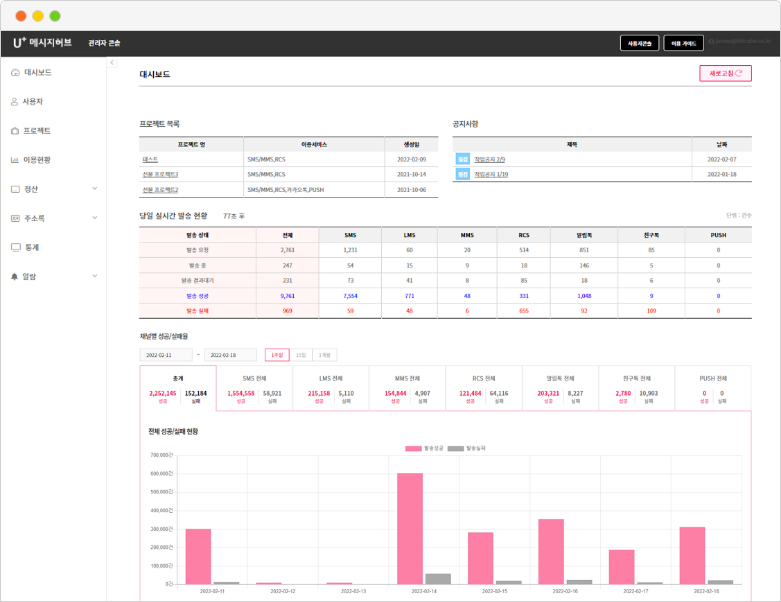 U+ 메시지허브 관리자 콘솔 사용자콘솔 이용 가이드
대시보드
사용자
프로젝트
이용현황
정산
주소록
통계
알람
대시보드 새로고침
프로젝트 목록
프로젝트 명 이용서비스 생성일
테스트 SMS/MMS,RCS 2022-02-09
선불 프로젝트3 SMS/MMS,RCS 2021-10-14
선불 프로젝트2 SMS/MMS,RCS,카카오톡,PUSH 2021-10-06
공지사항
제목 날짜
점검 작업공지 2/9 2022-02-07
점검 작업공지 1/19 2022-01-18
당일 실시간 발송 현황 77초 후 단위 : 건수
발송 상태 전체 SMS LMS MMS RCS 알림톡 친구톡 PUSH
발송 요청 2,761 1,231 60 20 514 851 85 0
발송 중 247 54 15 9 18 146 5 0
발송 결과대기 231 73 41 8 85 18 6 0
발송 성공 9,761 7,554 771 48 331 1,048 9 0
발송 실패 969 59 48 6 655 92 109 0
채널별 성공/실패율
2022-02-11 ~ 2022-02-18 1주일 15일 1개월
총계 SMS 전체 LMS 전체 MMS 전체 RCS 전체 알림톡 전체 친구톡 전체 PUSH 전체
2,252,145 152,184 1,554,558 58,921 215,158 5,110 154,844 4,907 121,484 64,116 203,321 8,227 2,780 10,903 0 0
성공 실패 성공 실패 성공 실패 성공 실패 성공 실패 성공 실패 성공 실패 성공 실패
전체 성공/실패 현황
발송성공 발송실패
700,000건
600,000건
500,000건
400,000건
300,000건
200,000건
100,000건
0건
2022-02-11 2022-02-12 2022-02-13 2022-02-14 2022-02-15 2022-02-16 2022-02-17 2022-02-18